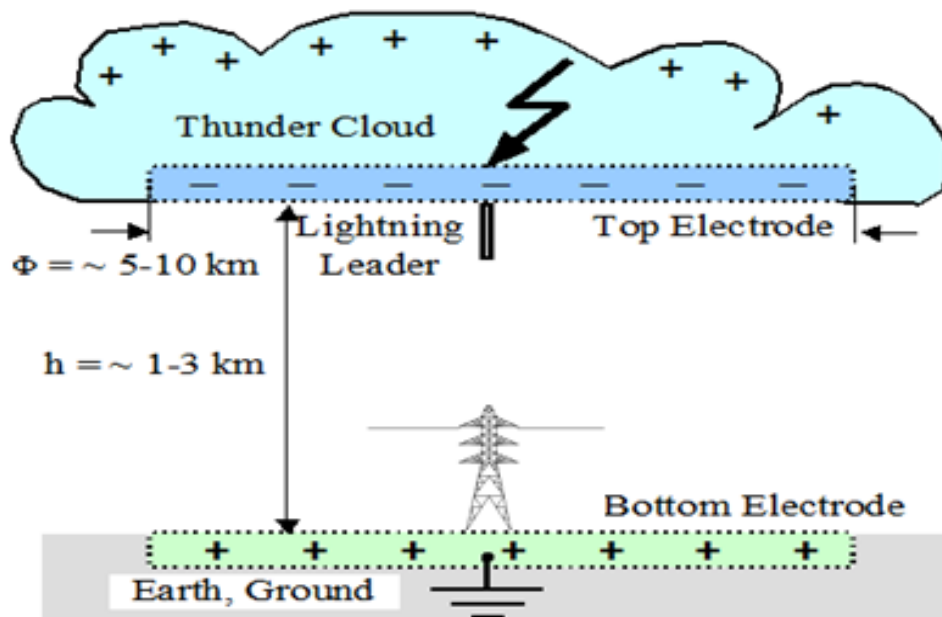 + + + + + + + + +
Thunder Cloud
− − − − − − −
Lightning Top Electrode
Φ = ~ 5-10 km Leader
h = ~ 1-3 km
Bottom Electrode
+ + + + + + +
Earth, Ground